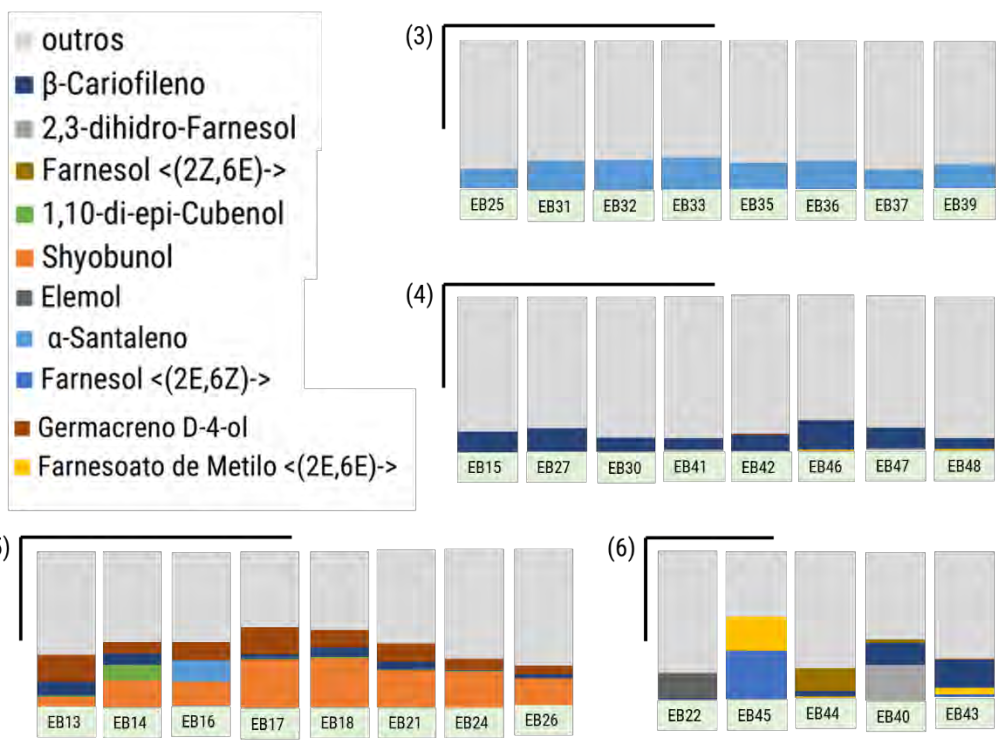 outros
β-Cariofileno
2,3-dihidro-Farnesol
Farnesol <(2Z,6E)->
1,10-di-epi-Cubenol
Shyobunol
Elemol
α-Santaleno
Farnesol <(2E,6Z)->
Germacreno D-4-ol
Farnesoato de Metilo <(2E,6E)->
(3)
EB25 EB31 EB32 EB33 EB35 EB36 EB37 EB39
(4)
EB15 EB27 EB30 EB41 EB42 EB46 EB47 EB48
)
EB13 EB14 EB16 EB17 EB18 EB21 EB24 EB26
(6)
EB22 EB45 EB44 EB40 EB43